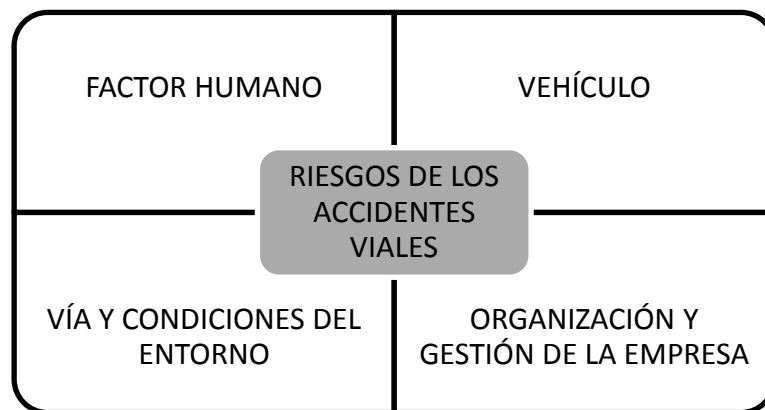 FACTOR HUMANO
VEHÍCULO
RIESGOS DE LOS
ACCIDENTES
VIALES
VÍA Y CONDICIONES DEL
ENTORNO
ORGANIZACIÓN Y
GESTIÓN DE LA EMPRESA